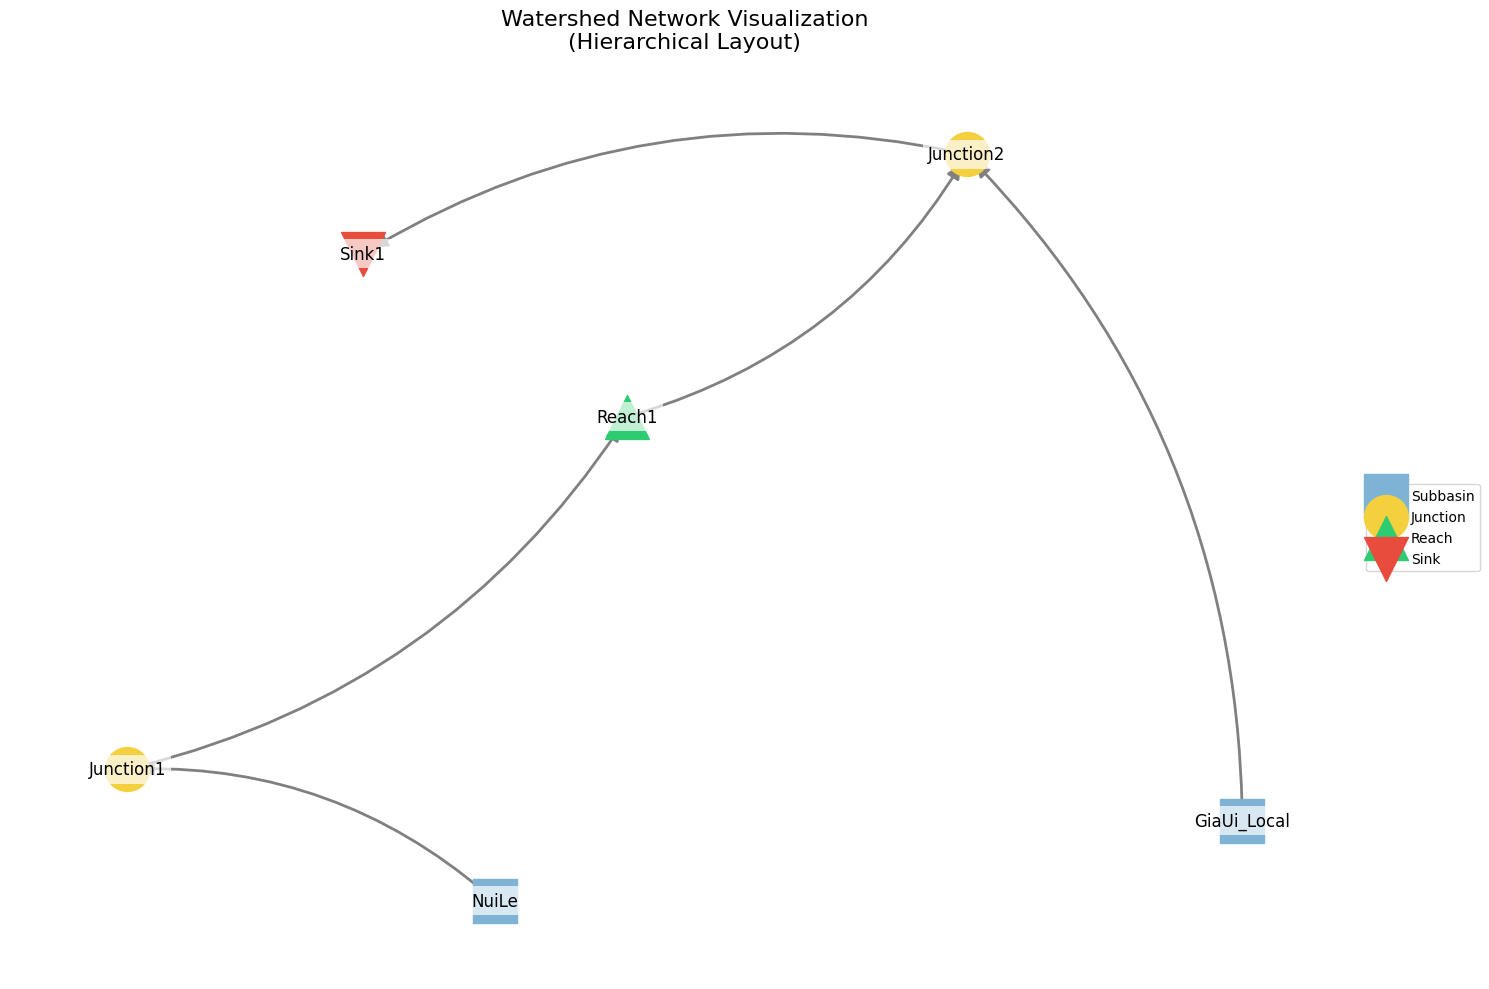 Watershed Network Visualization
(Hierarchical Layout)
Junction2
Sink1
Reach1
Subbasin
Junction
Reach
Sink
Junction1
GiaUi_Local
NuiLe